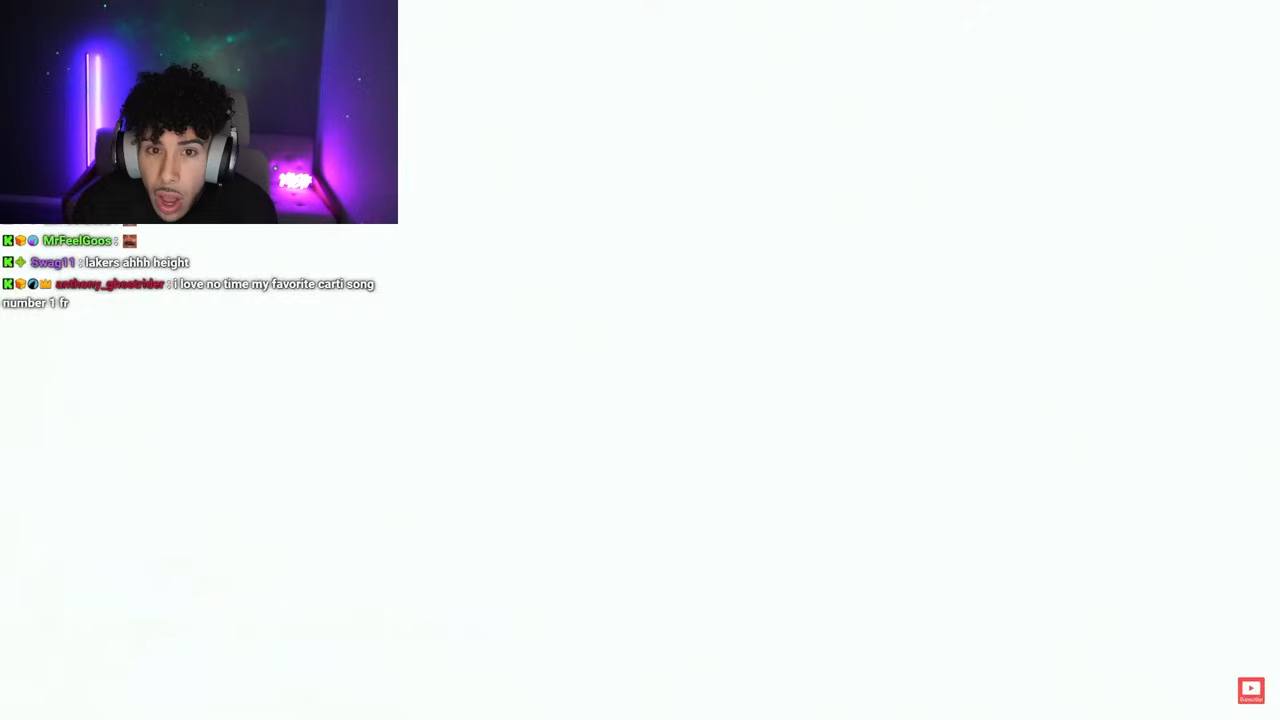 MrFeelGoos :
Swag11 : lakers ahhh height
anthony_ghostrider : i love no time my favorite carti song
number 1 fr